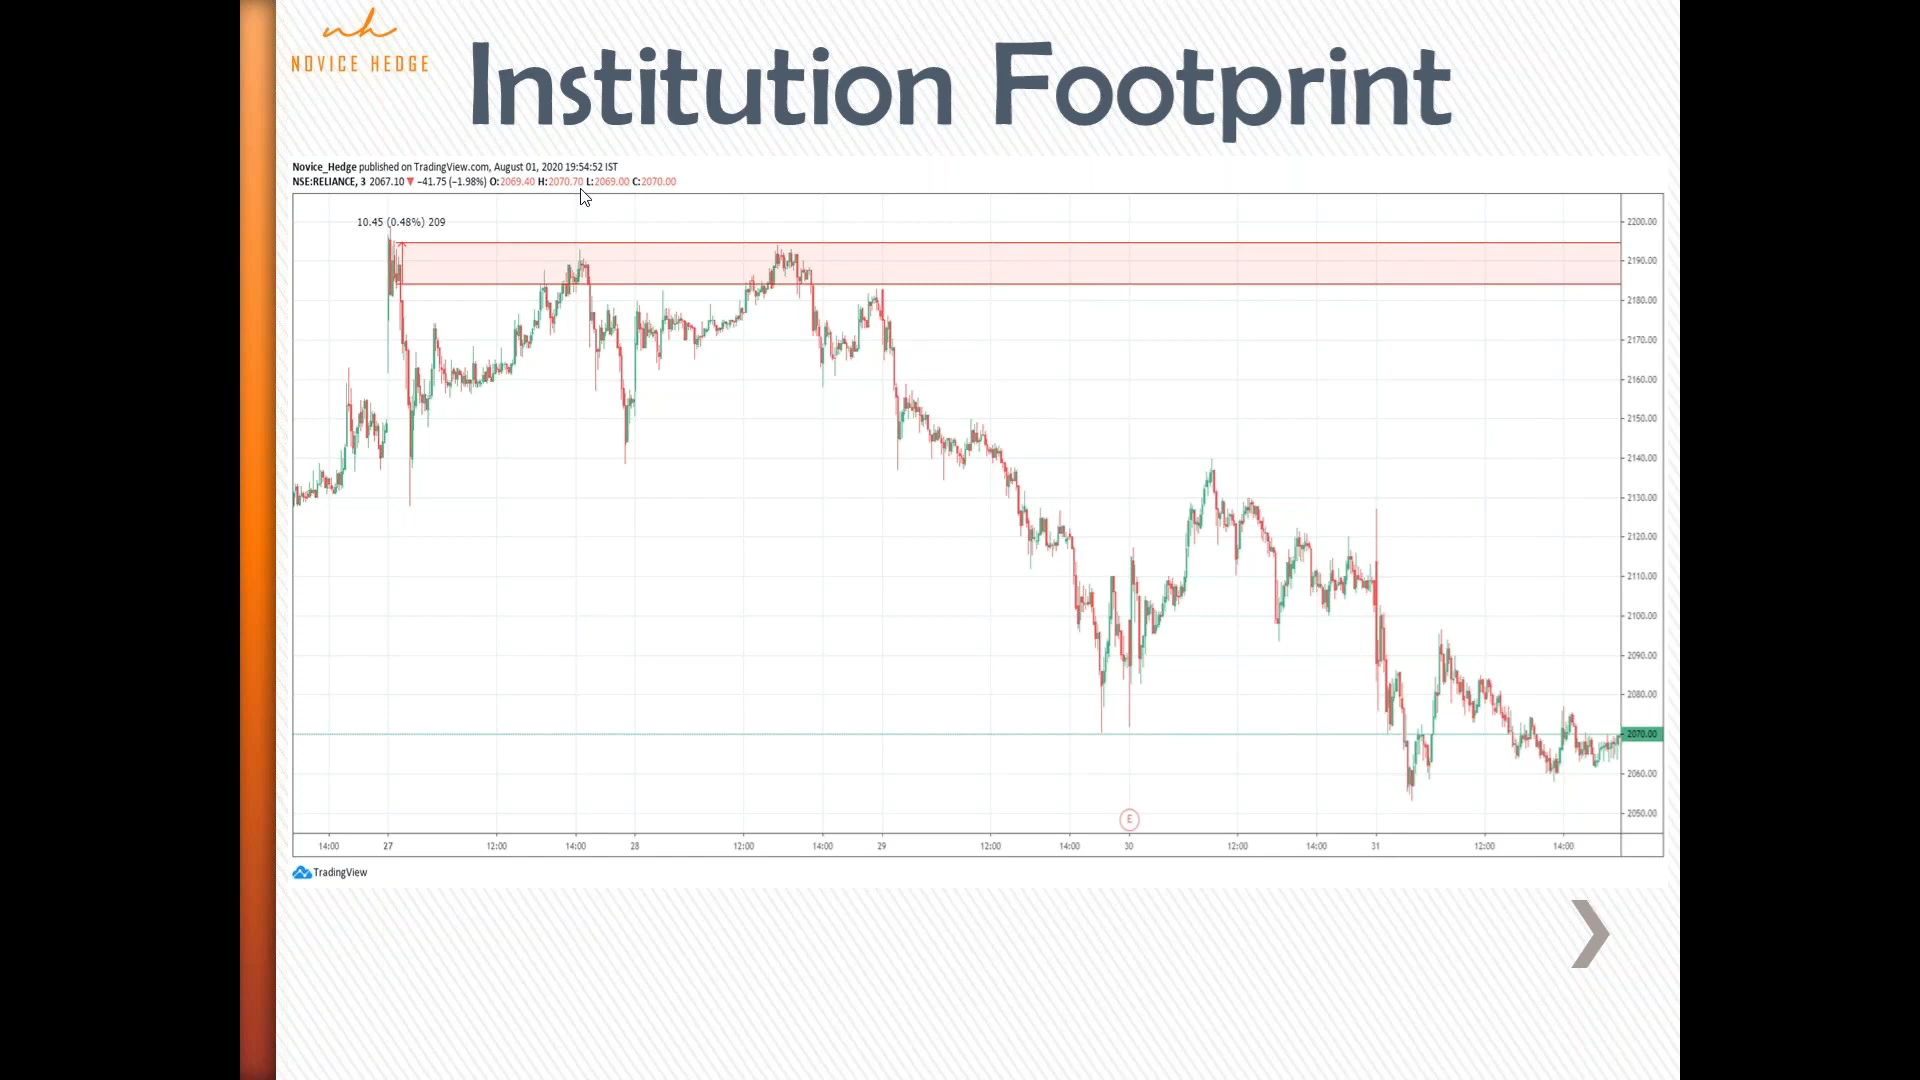 nh
NOVICE HEDGE
Institution Footprint
Novice_Hedge published on TradingView.com, August 01, 2020 19:54:52 IST
NSE:RELIANCE, 3 2067.10 ▼ −41.75 (−1.98%) O:2069.40 H:2070.70 L:2069.00 C:2070.00
10.45 (0.48%) 209
2200.00
2190.00
2180.00
2170.00
2160.00
2150.00
2140.00
2130.00
2120.00
2110.00
2100.00
2090.00
2080.00
2070.00
2060.00
2050.00
E
14:00 27 12:00 14:00 28 12:00 14:00 29 12:00 14:00 30 12:00 14:00 31 12:00 14:00
TradingView